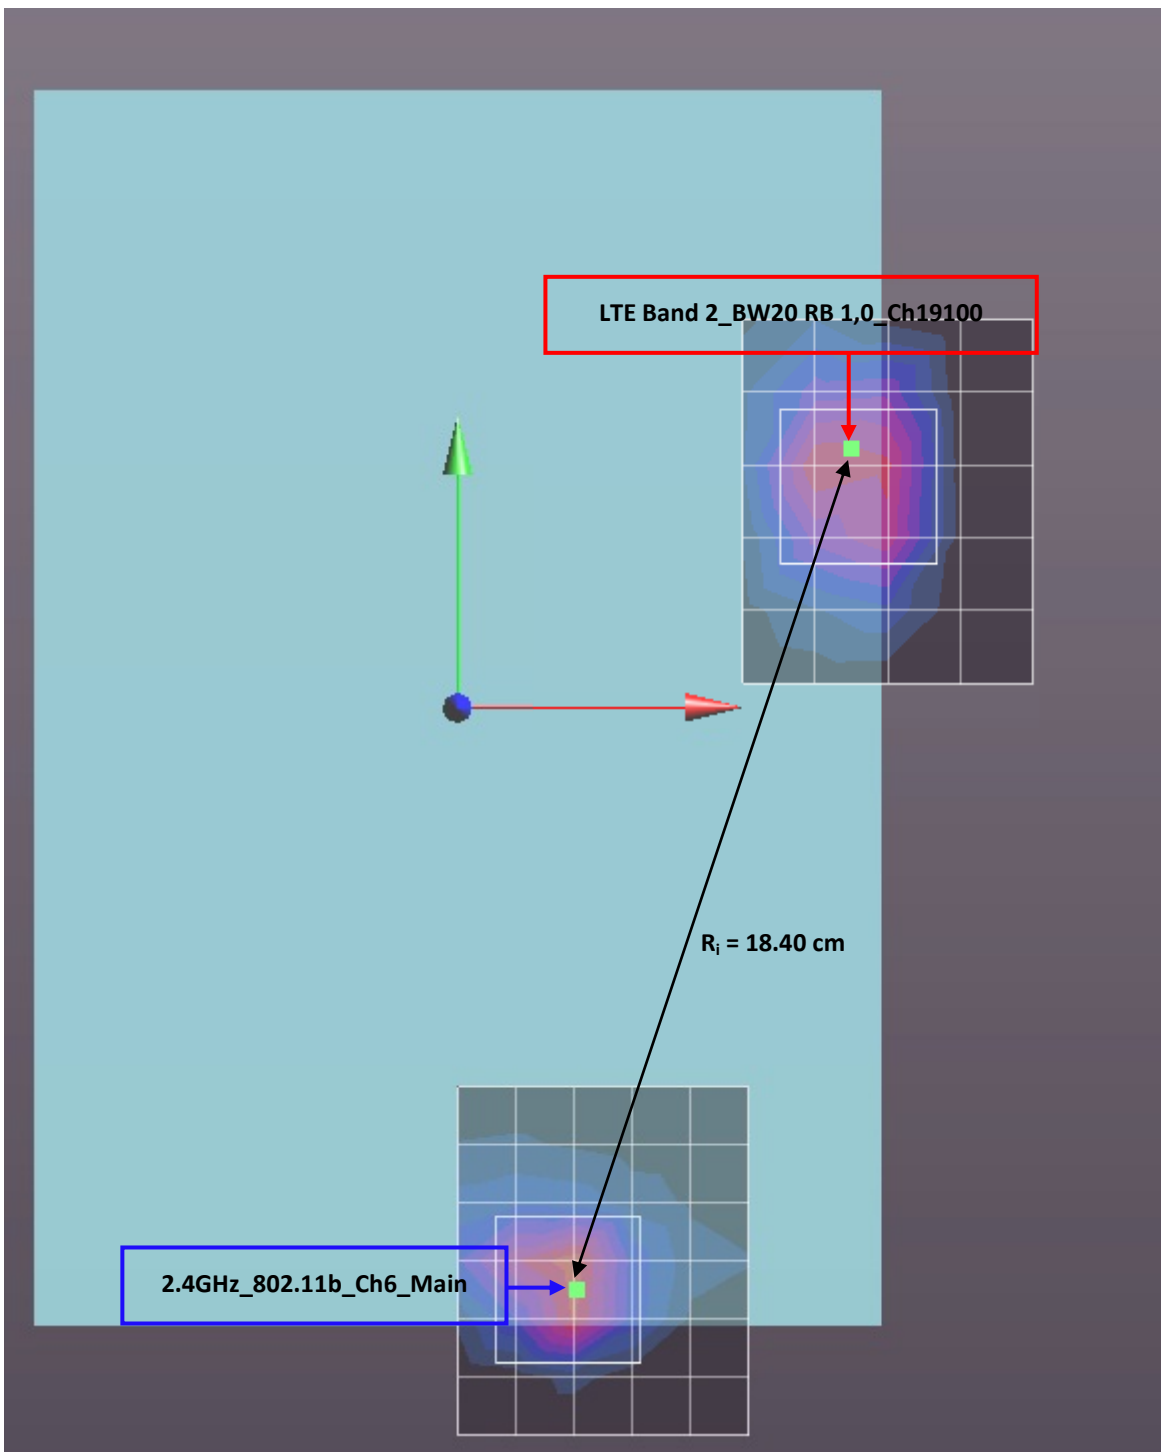 LTE Band 2_BW20 RB 1,0_Ch19100
Rᵢ = 18.40 cm
2.4GHz_802.11b_Ch6_Main